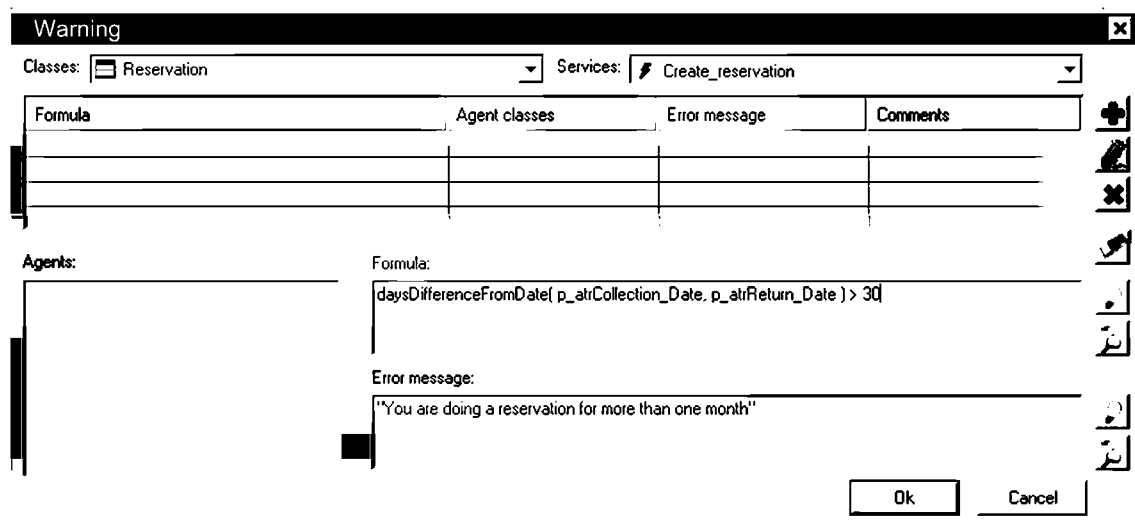 Warning
Classes: Reservation Services: Create_reservation
Formula Agent classes Error message Comments
Agents: Formula:
daysDifferenceFromDate( p_atrCollection_Date, p_atrReturn_Date ) > 30
Error message:
"You are doing a reservation for more than one month"
Ok Cancel